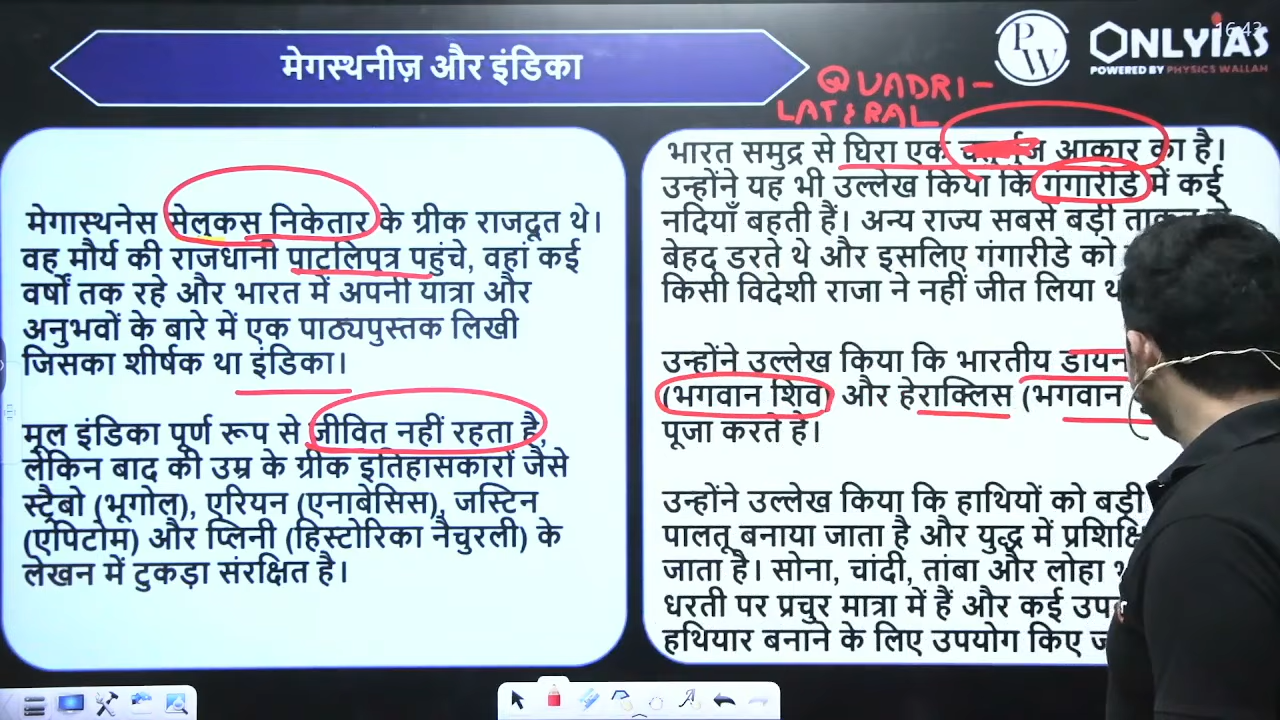 16:43
मेगस्थनीज़ और इंडिका
PW
ONLYIAS
POWERED BY PHYSICS WALLAH
QUADRI-
LATERAL
मेगास्थनेस सेलुकस निकेतार के ग्रीक राजदूत थे।
वह मौर्य की राजधानी पाटलिपुत्र पहुंचे, वहां कई
वर्षों तक रहे और भारत में अपनी यात्रा और
अनुभवों के बारे में एक पाठ्यपुस्तक लिखी
जिसका शीर्षक था इंडिका।
मूल इंडिका पूर्ण रूप से जीवित नहीं रहता है,
लेकिन बाद की उम्र के ग्रीक इतिहासकारों जैसे
स्ट्रैबो (भूगोल), एरियन (एनाबेसिस), जस्टिन
(एपिटोम) और प्लिनी (हिस्टोरिका नैचुरली) के
लेखन में टुकड़ा संरक्षित है।
भारत समुद्र से घिरा एक आकार का है।
उन्होंने यह भी उल्लेख किया कि गंगारीडे में कई
नदियाँ बहती हैं। अन्य राज्य सबसे बड़ी
बेहद डरते थे और इसलिए गंगारीडे को
किसी विदेशी राजा ने नहीं जीत लिया
उन्होंने उल्लेख किया कि भारतीय
(भगवान शिव) और हेराक्लिस (भगवान
पूजा करते हे।
उन्होंने उल्लेख किया कि हाथियों को बड़ी
पालतू बनाया जाता है और युद्ध में
जाता है। सोना, चांदी, तांबा और लोहा
धरती पर प्रचुर मात्रा में हैं और कई
हथियार बनाने के लिए उपयोग किए